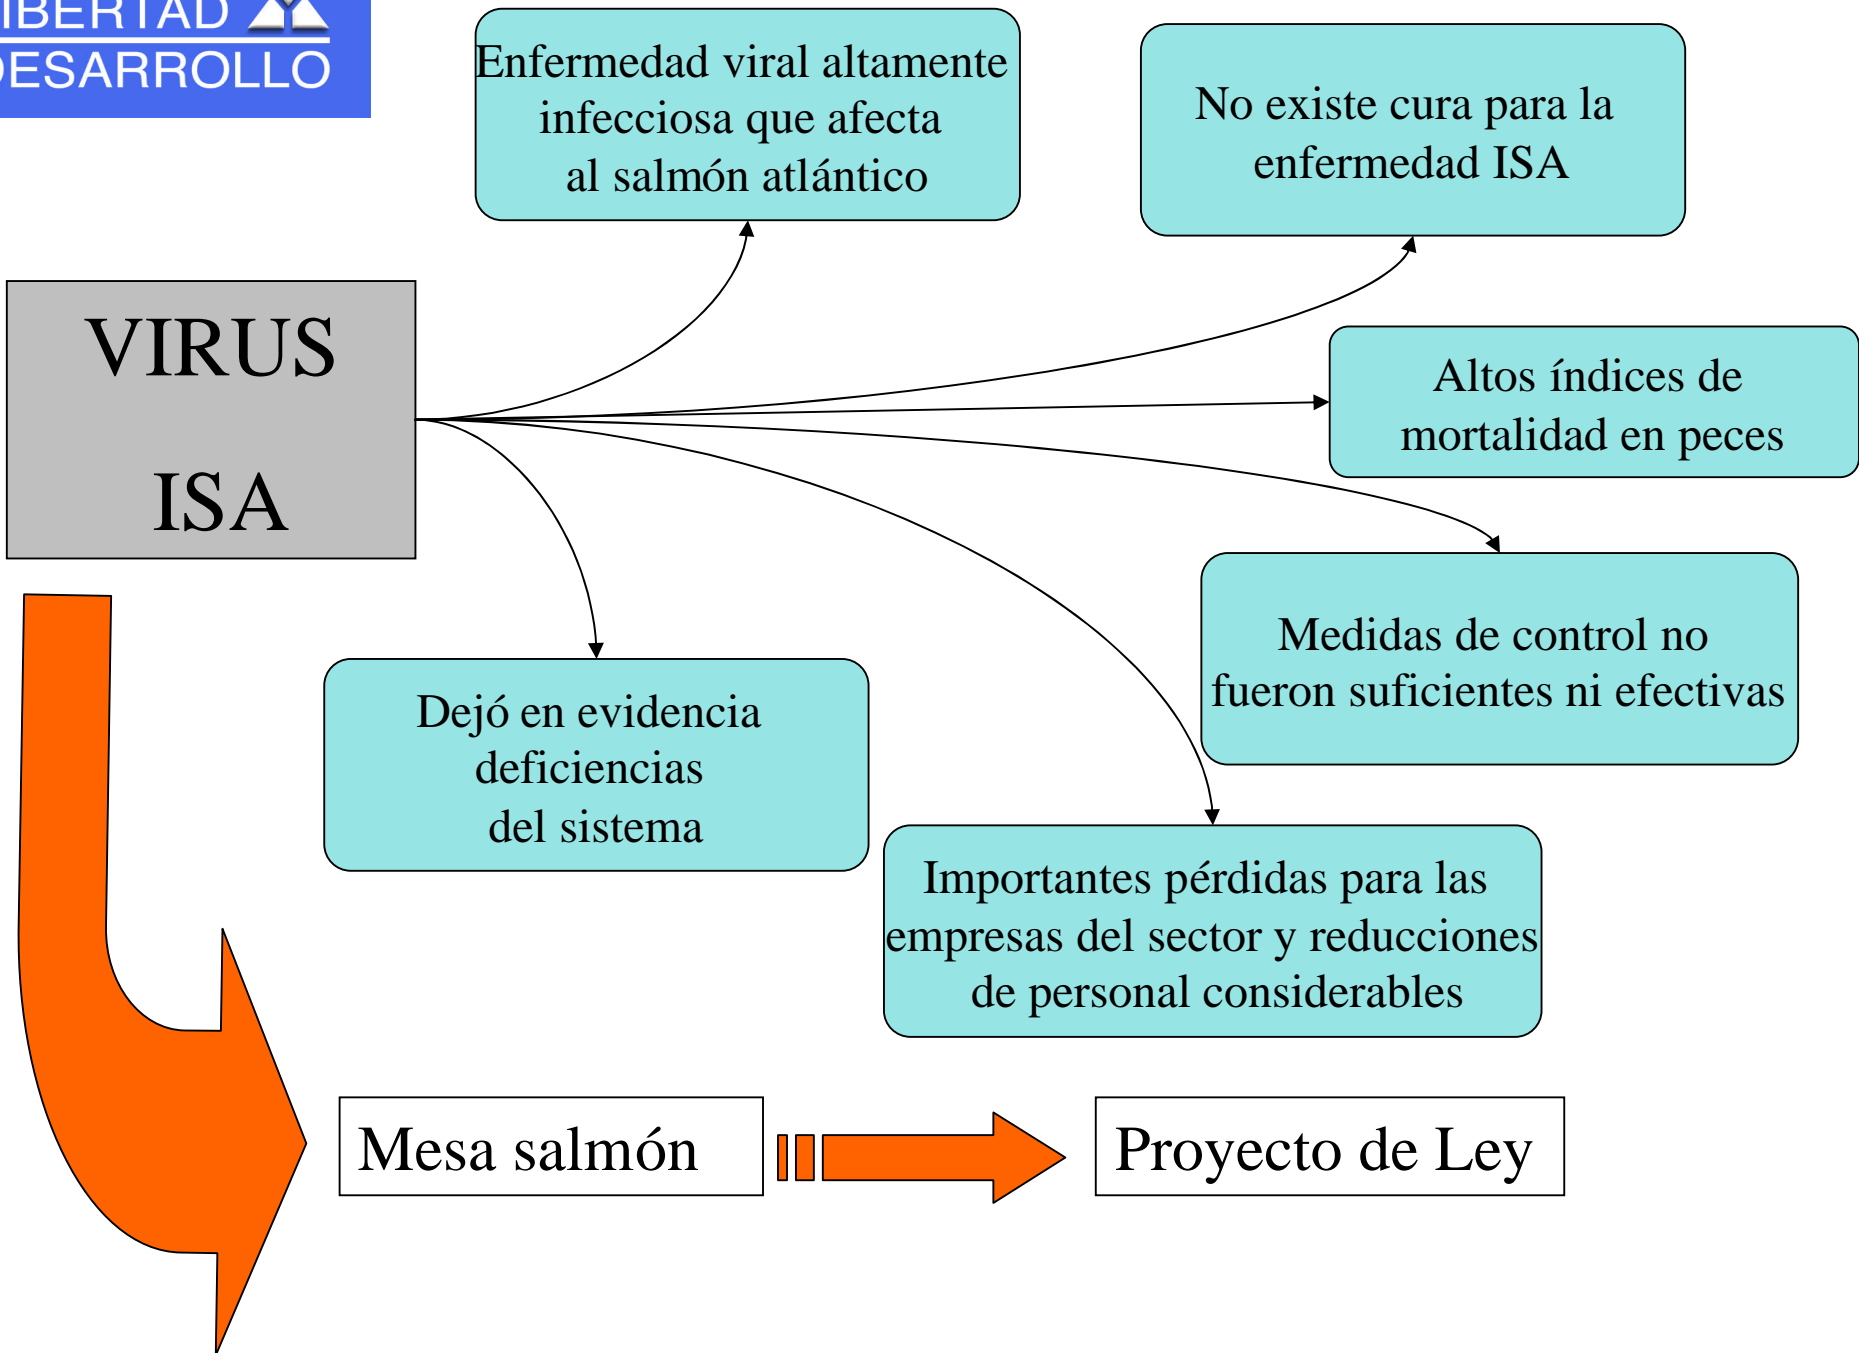 IBERTAD
DESARROLLO
Enfermedad viral altamente
infecciosa que afecta
al salmón atlántico
No existe cura para la
enfermedad ISA
VIRUS
ISA
Altos índices de
mortalidad en peces
Medidas de control no
fueron suficientes ni efectivas
Dejó en evidencia
deficiencias
del sistema
Importantes pérdidas para las
empresas del sector y reducciones
de personal considerables
Mesa salmón
Proyecto de Ley